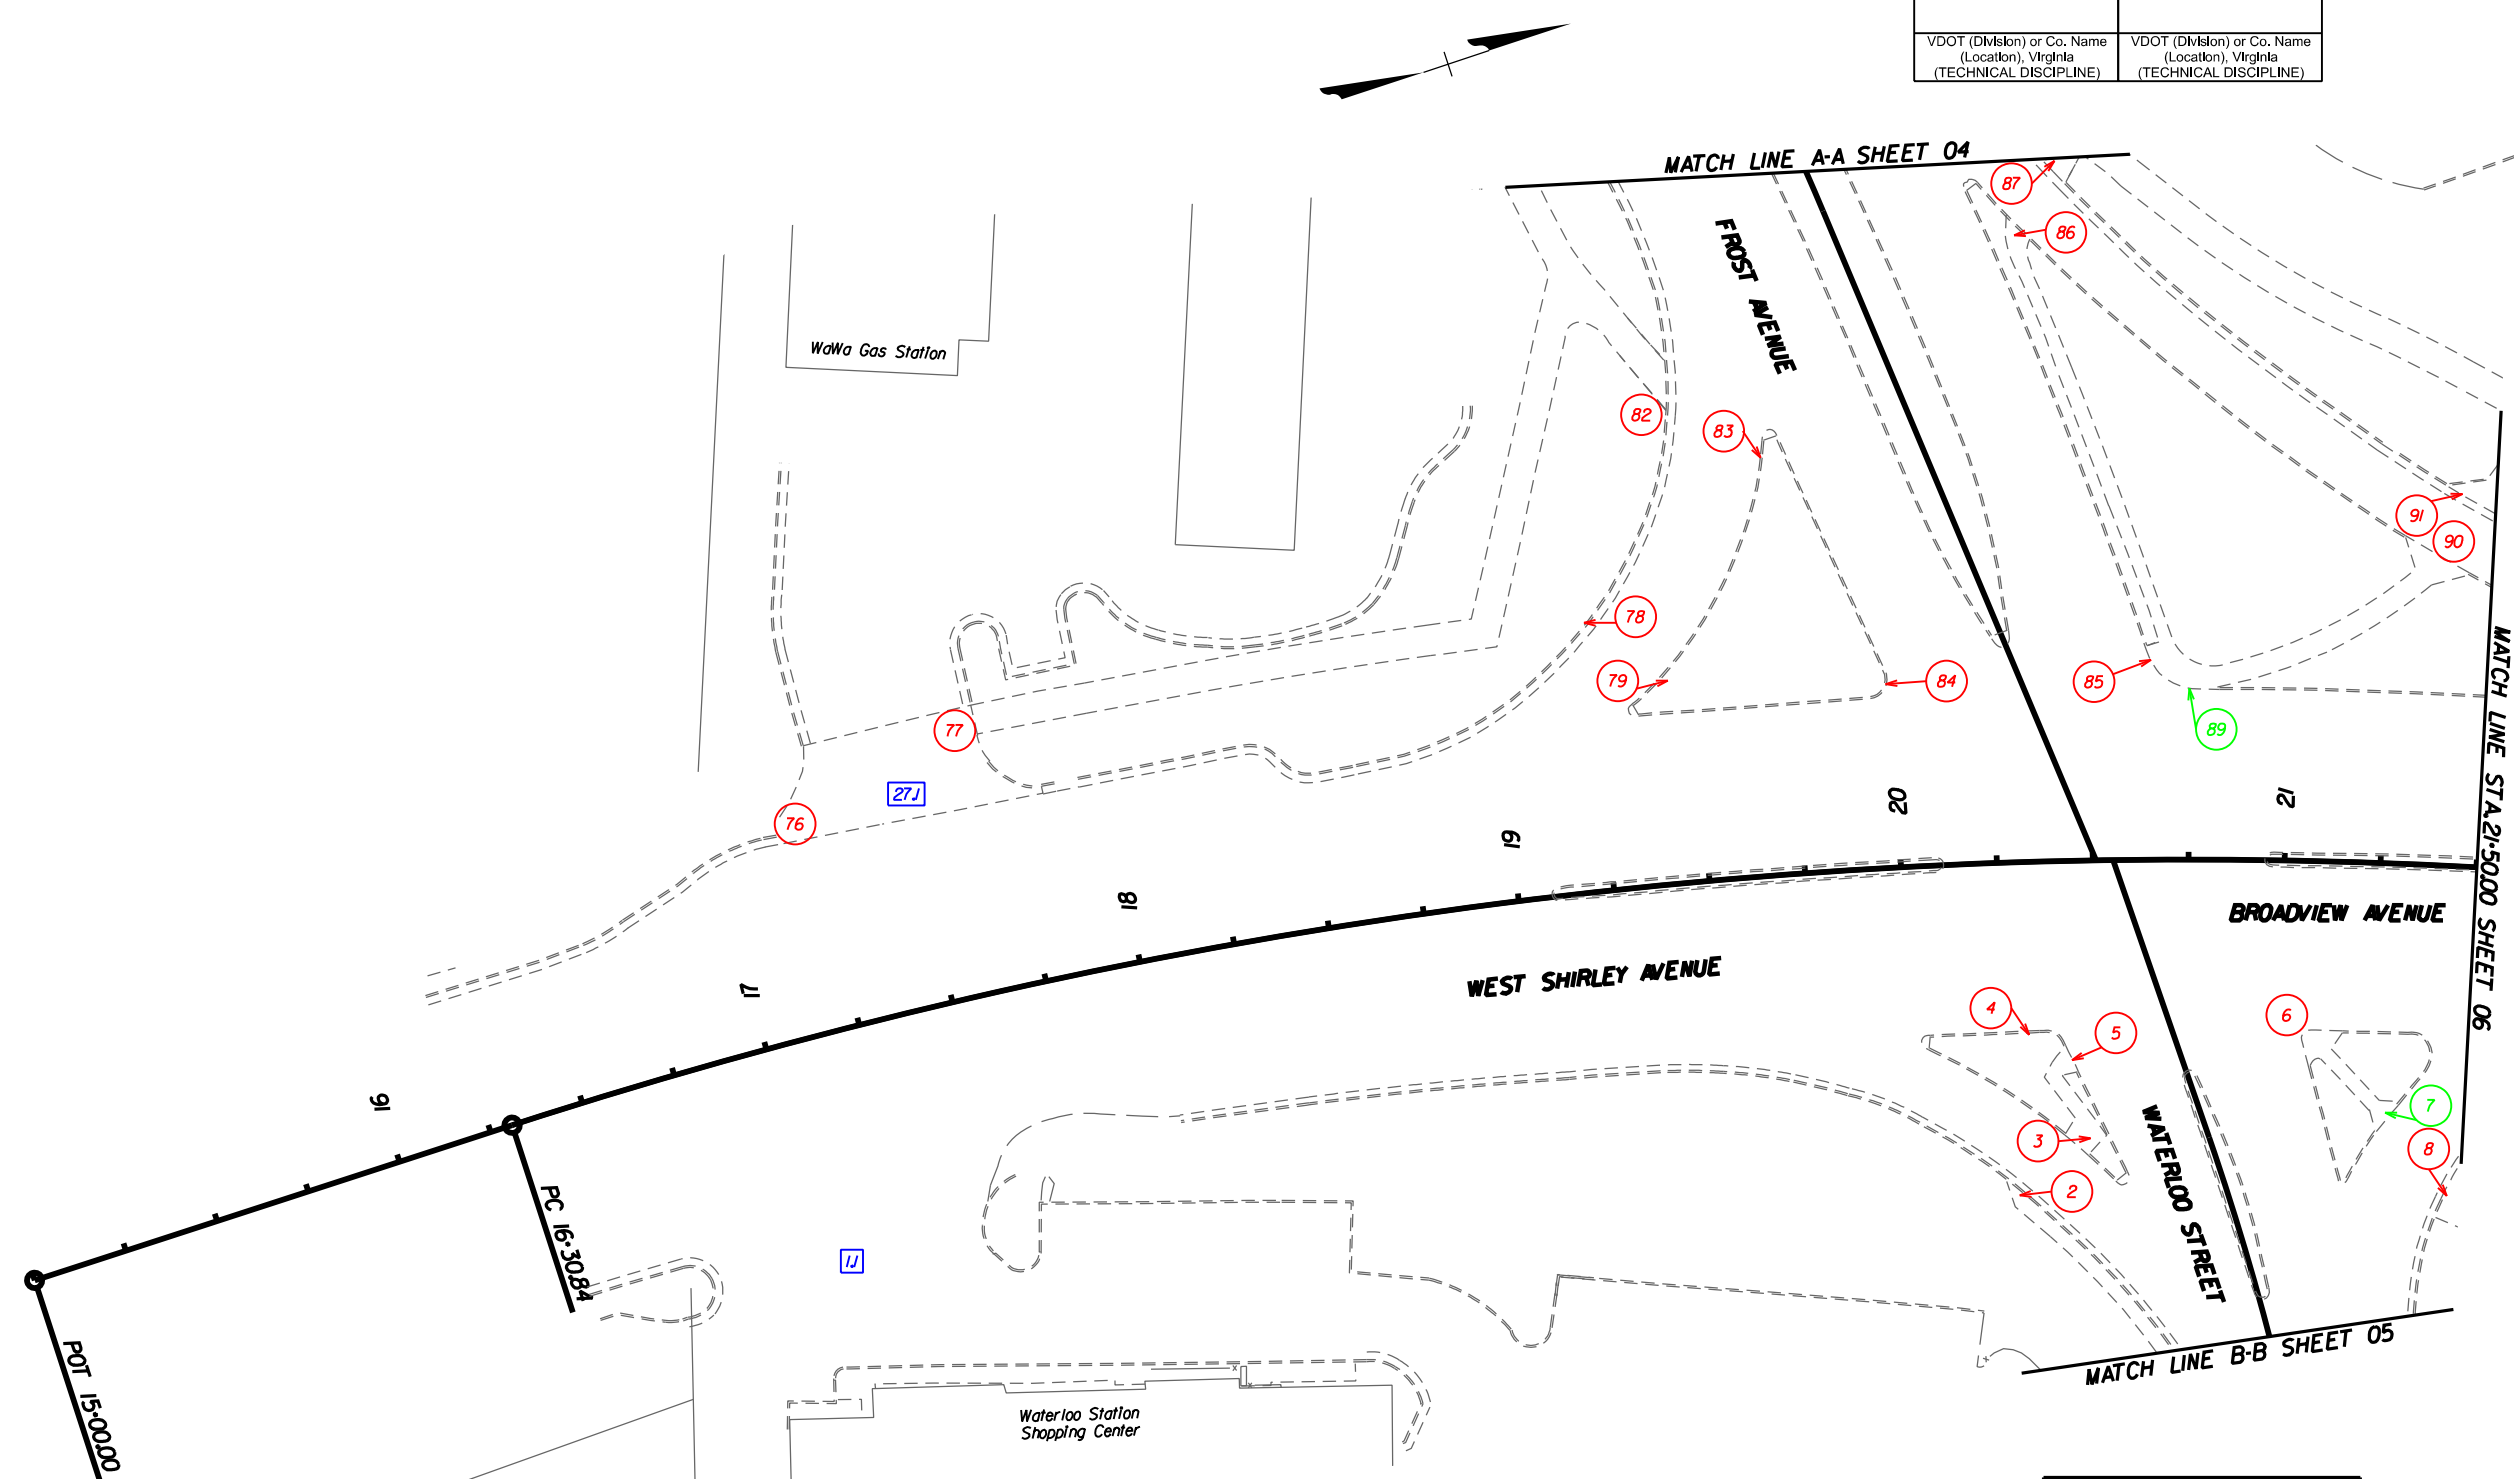 VDOT (Division) or Co. Name
(Location), Virginia
(TECHNICAL DISCIPLINE)
VDOT (Division) or Co. Name
(Location), Virginia
(TECHNICAL DISCIPLINE)
MATCH LINE A-A SHEET 04
87
86
FROST AVENUE
WaWa Gas Station
82
83
91
90
78
79
84
85
77
89
27.1
76
MATCH LINE STA.21+50.00 SHEET 06
16
17
18
19
20
21
BROADVIEW AVENUE
WEST SHIRLEY AVENUE
4
5
6
7
8
3
2
WATERLOO STREET
PC 16+30.84
1.1
POT 15+00.00
MATCH LINE B-B SHEET 05
Waterloo Station
Shopping Center